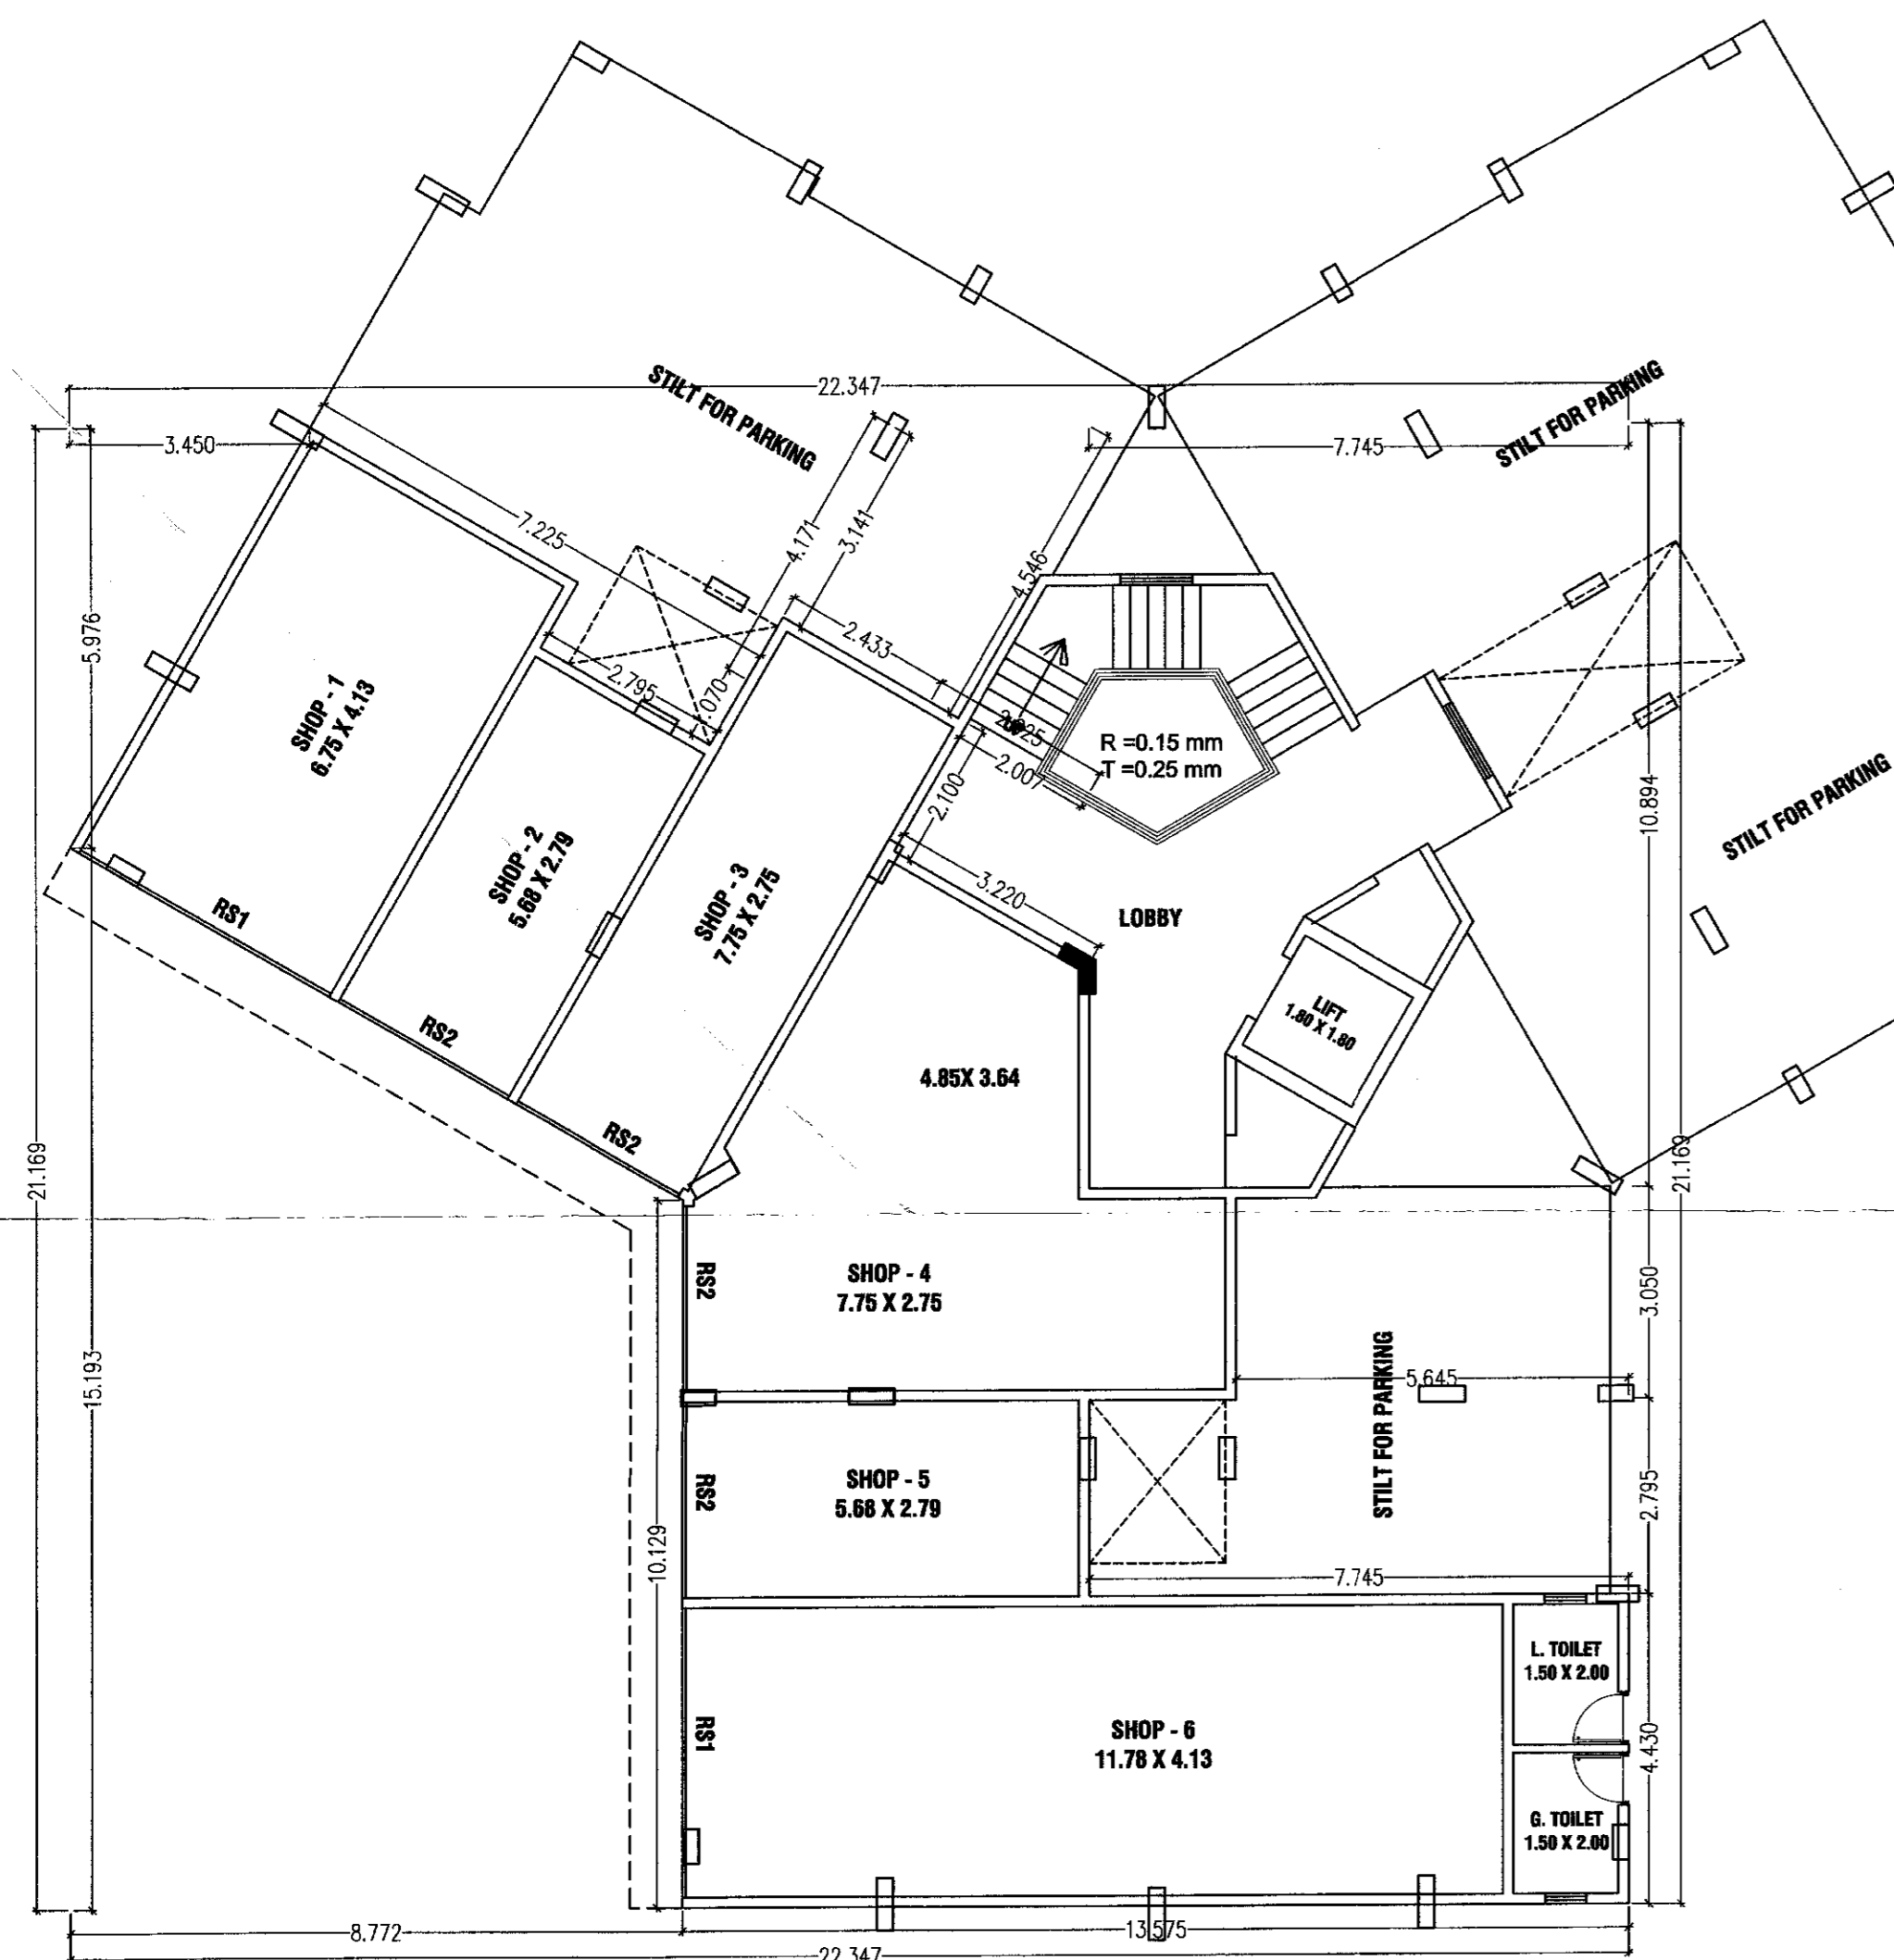 22.347
STILT FOR PARKING
STILT FOR PARKING
3.450
7.745
7.225
4.171
3.141
4.546
5.976
2.433
2.795
SHOP - 1
6.75 X 4.13
R =0.15 mm
T =0.25 mm
2.100
10.894
STILT FOR PARKING
SHOP - 2
5.68 X 2.79
SHOP - 3
7.75 X 2.75
3.220
LOBBY
RS1
RS2
RS2
LIFT
1.80 X 1.80
4.85X 3.64
21.169
21.169
RS2
SHOP - 4
7.75 X 2.75
3.050
15.193
5.645
STILT FOR PARKING
RS2
SHOP - 5
5.68 X 2.79
2.795
10.129
7.745
L. TOILET
1.50 X 2.00
RS1
SHOP - 6
11.78 X 4.13
4.430
G. TOILET
1.50 X 2.00
8.772
13.575
22.347